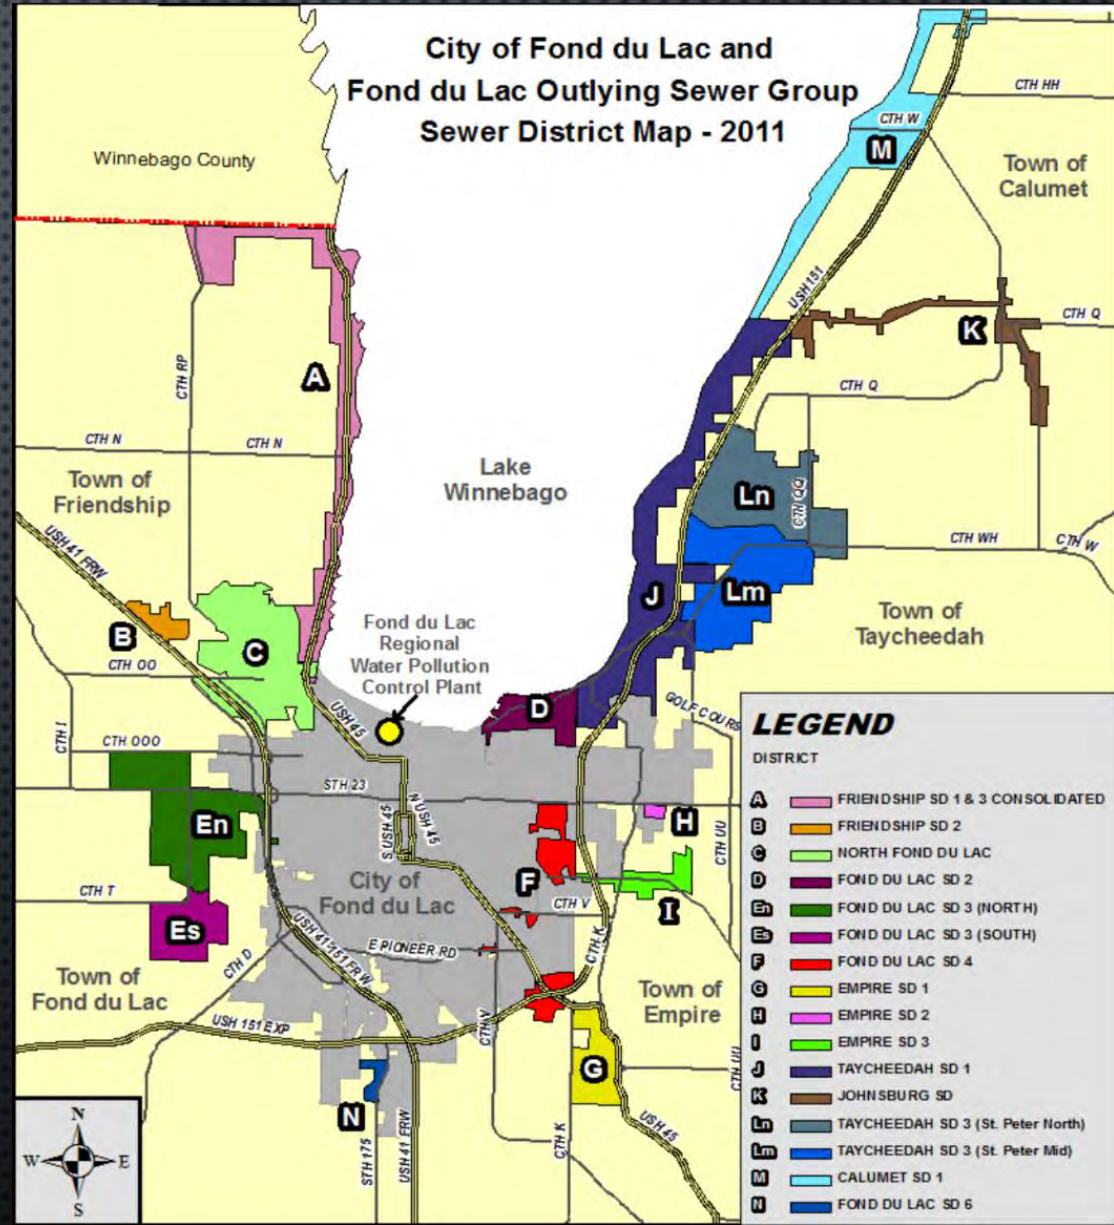 City of Fond du Lac and
Fond du Lac Outlying Sewer Group
Sewer District Map - 2011
Winnebago County
CTH HH
CTH W
M
Town of
Calumet
USH 151
CTH Q
K
CTH Q
A
CTH RP
CTH N
CTH N
Town of
Friendship
Lake
Winnebago
Ln
CTH QQ
CTH WH
CTH W
USH 41 FRW
J
Lm
Town of
Taycheedah
B
C
CTH OO
Fond du Lac
Regional
Water Pollution
Control Plant
D
GOLF COURS
CTH I
CTH OOO
USH 45
STH 23
N USH 45
S USH 45
En
H
CTH UU
CTH T
City of
Fond du Lac
F
CTH V
I
Es
USH 41-151 FRW
E PIONEER RD
CTH K
CTH D
Town of
Fond du Lac
Town of
Empire
USH 151 EXP
CTH V
CTH UU
G
N
USH 45
STH 175
USH 41 FRW
CTH K
N
W
E
S
LEGEND
DISTRICT
A FRIENDSHIP SD 1 & 3 CONSOLIDATED
B FRIENDSHIP SD 2
C NORTH FOND DU LAC
D FOND DU LAC SD 2
En FOND DU LAC SD 3 (NORTH)
Es FOND DU LAC SD 3 (SOUTH)
F FOND DU LAC SD 4
G EMPIRE SD 1
H EMPIRE SD 2
I EMPIRE SD 3
J TAYCHEEDAH SD 1
K JOHNSBURG SD
Ln TAYCHEEDAH SD 3 (St. Peter North)
Lm TAYCHEEDAH SD 3 (St. Peter Mid)
M CALUMET SD 1
N FOND DU LAC SD 6